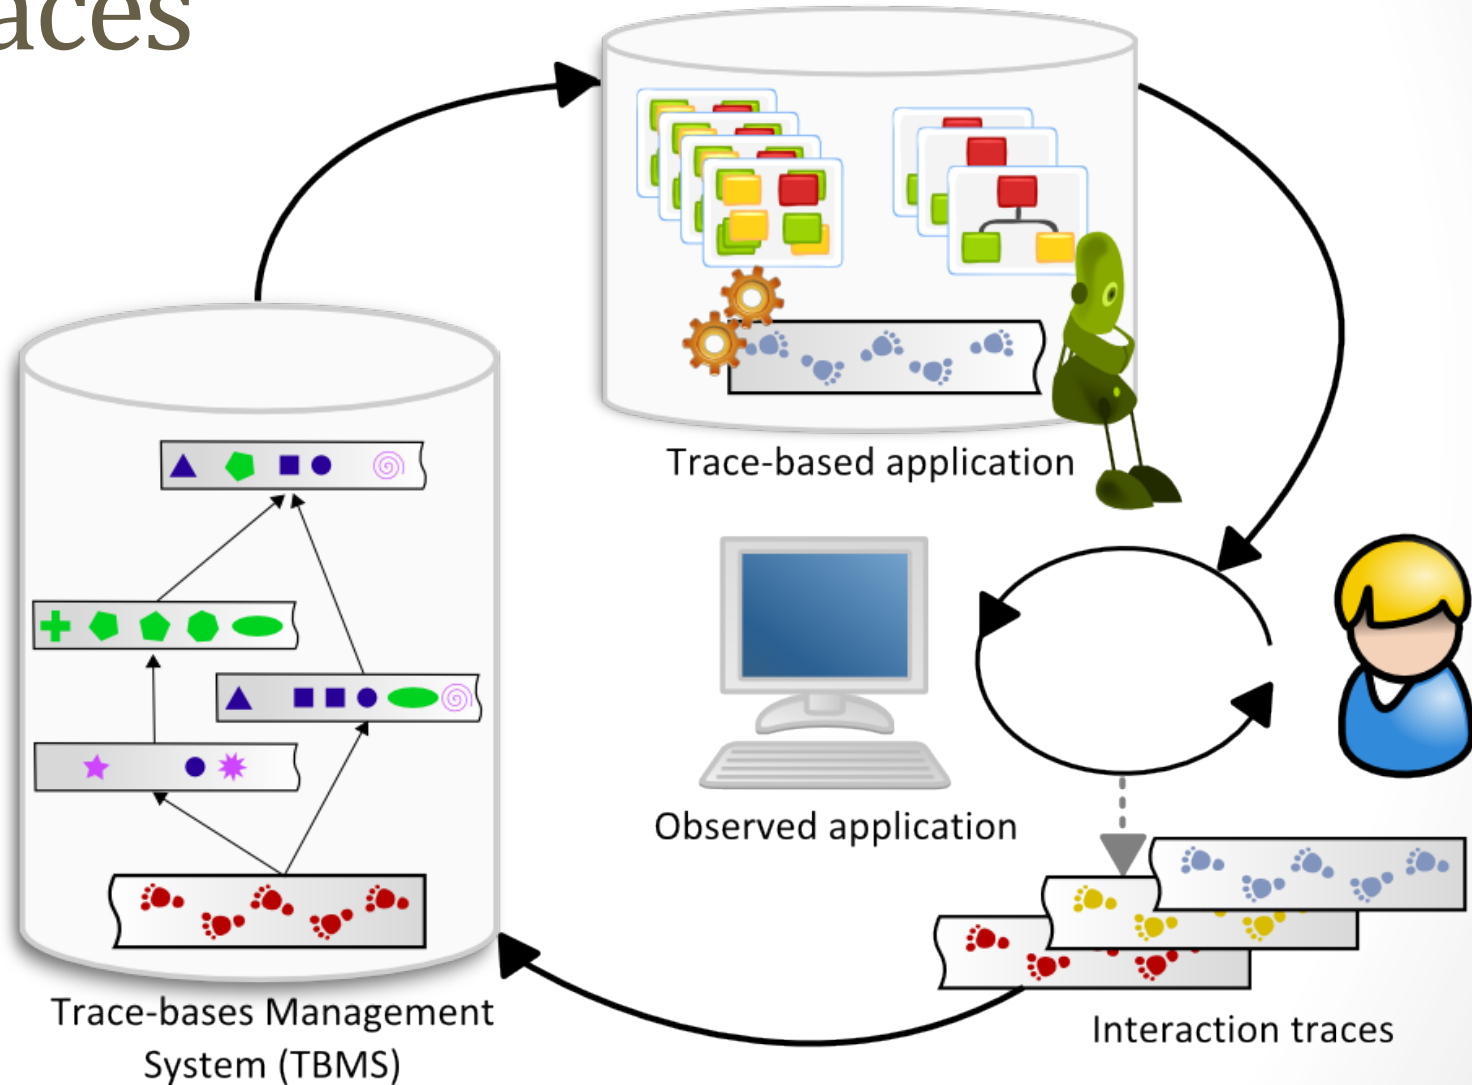 aces
Trace-based application
Observed application
Interaction traces
Trace-bases Management
System (TBMS)